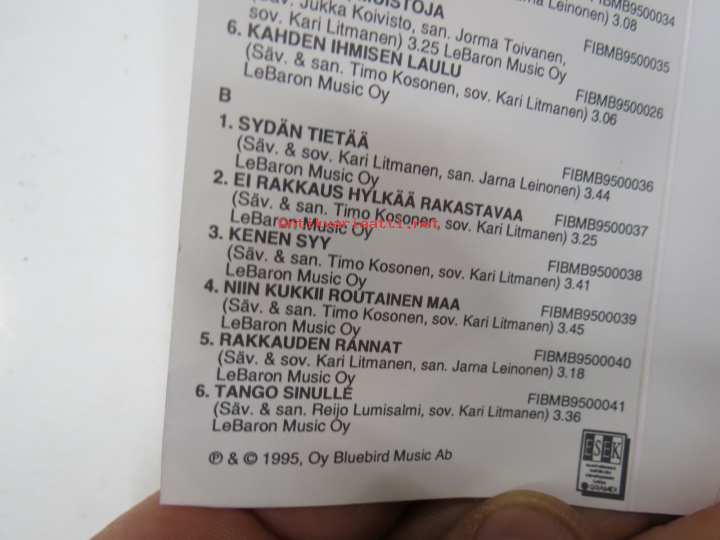 MUISTOJA
Leinonen) 3.08
FIBMB9500034
(Säv. Jukka Koivisto, san. Jorma Toivanen,
sov. Kari Litmanen) 3.25 LeBaron Music Oy
FIBMB9500035
6. KAHDEN IHMISEN LAULU
(Säv. & san. Timo Kosonen, sov. Kari Litmanen) 3.06
FIBMB9500026
LeBaron Music Oy
B
1. SYDÄN TIETÄÄ
(Säv. & sov. Kari Litmanen, san. Jarna Leinonen) 3.44
FIBMB9500036
LeBaron Music Oy
2. EI RAKKAUS HYLKÄÄ RAKASTAVAA
(Säv. & san. Timo Kosonen, sov. Kari Litmanen) 3.25
FIBMB9500037
LeBaron Music Oy
3. KENEN SYY
(Säv. & san. Timo Kosonen, sov. Kari Litmanen) 3.41
FIBMB9500038
LeBaron Music Oy
4. NIIN KUKKII ROUTAINEN MAA
(Säv. & san. Timo Kosonen, sov. Kari Litmanen) 3.45
FIBMB9500039
LeBaron Music Oy
5. RAKKAUDEN RANNAT
(Säv. & sov. Kari Litmanen, san. Jarna Leinonen) 3.18
FIBMB9500040
LeBaron Music Oy
6. TANGO SINULLE
(Säv. & san. Reijo Lumisalmi, sov. Kari Litmanen) 3.36
FIBMB9500041
LeBaron Music Oy
℗ & © 1995, Oy Bluebird Music Ab
ESEK
GRAMEX